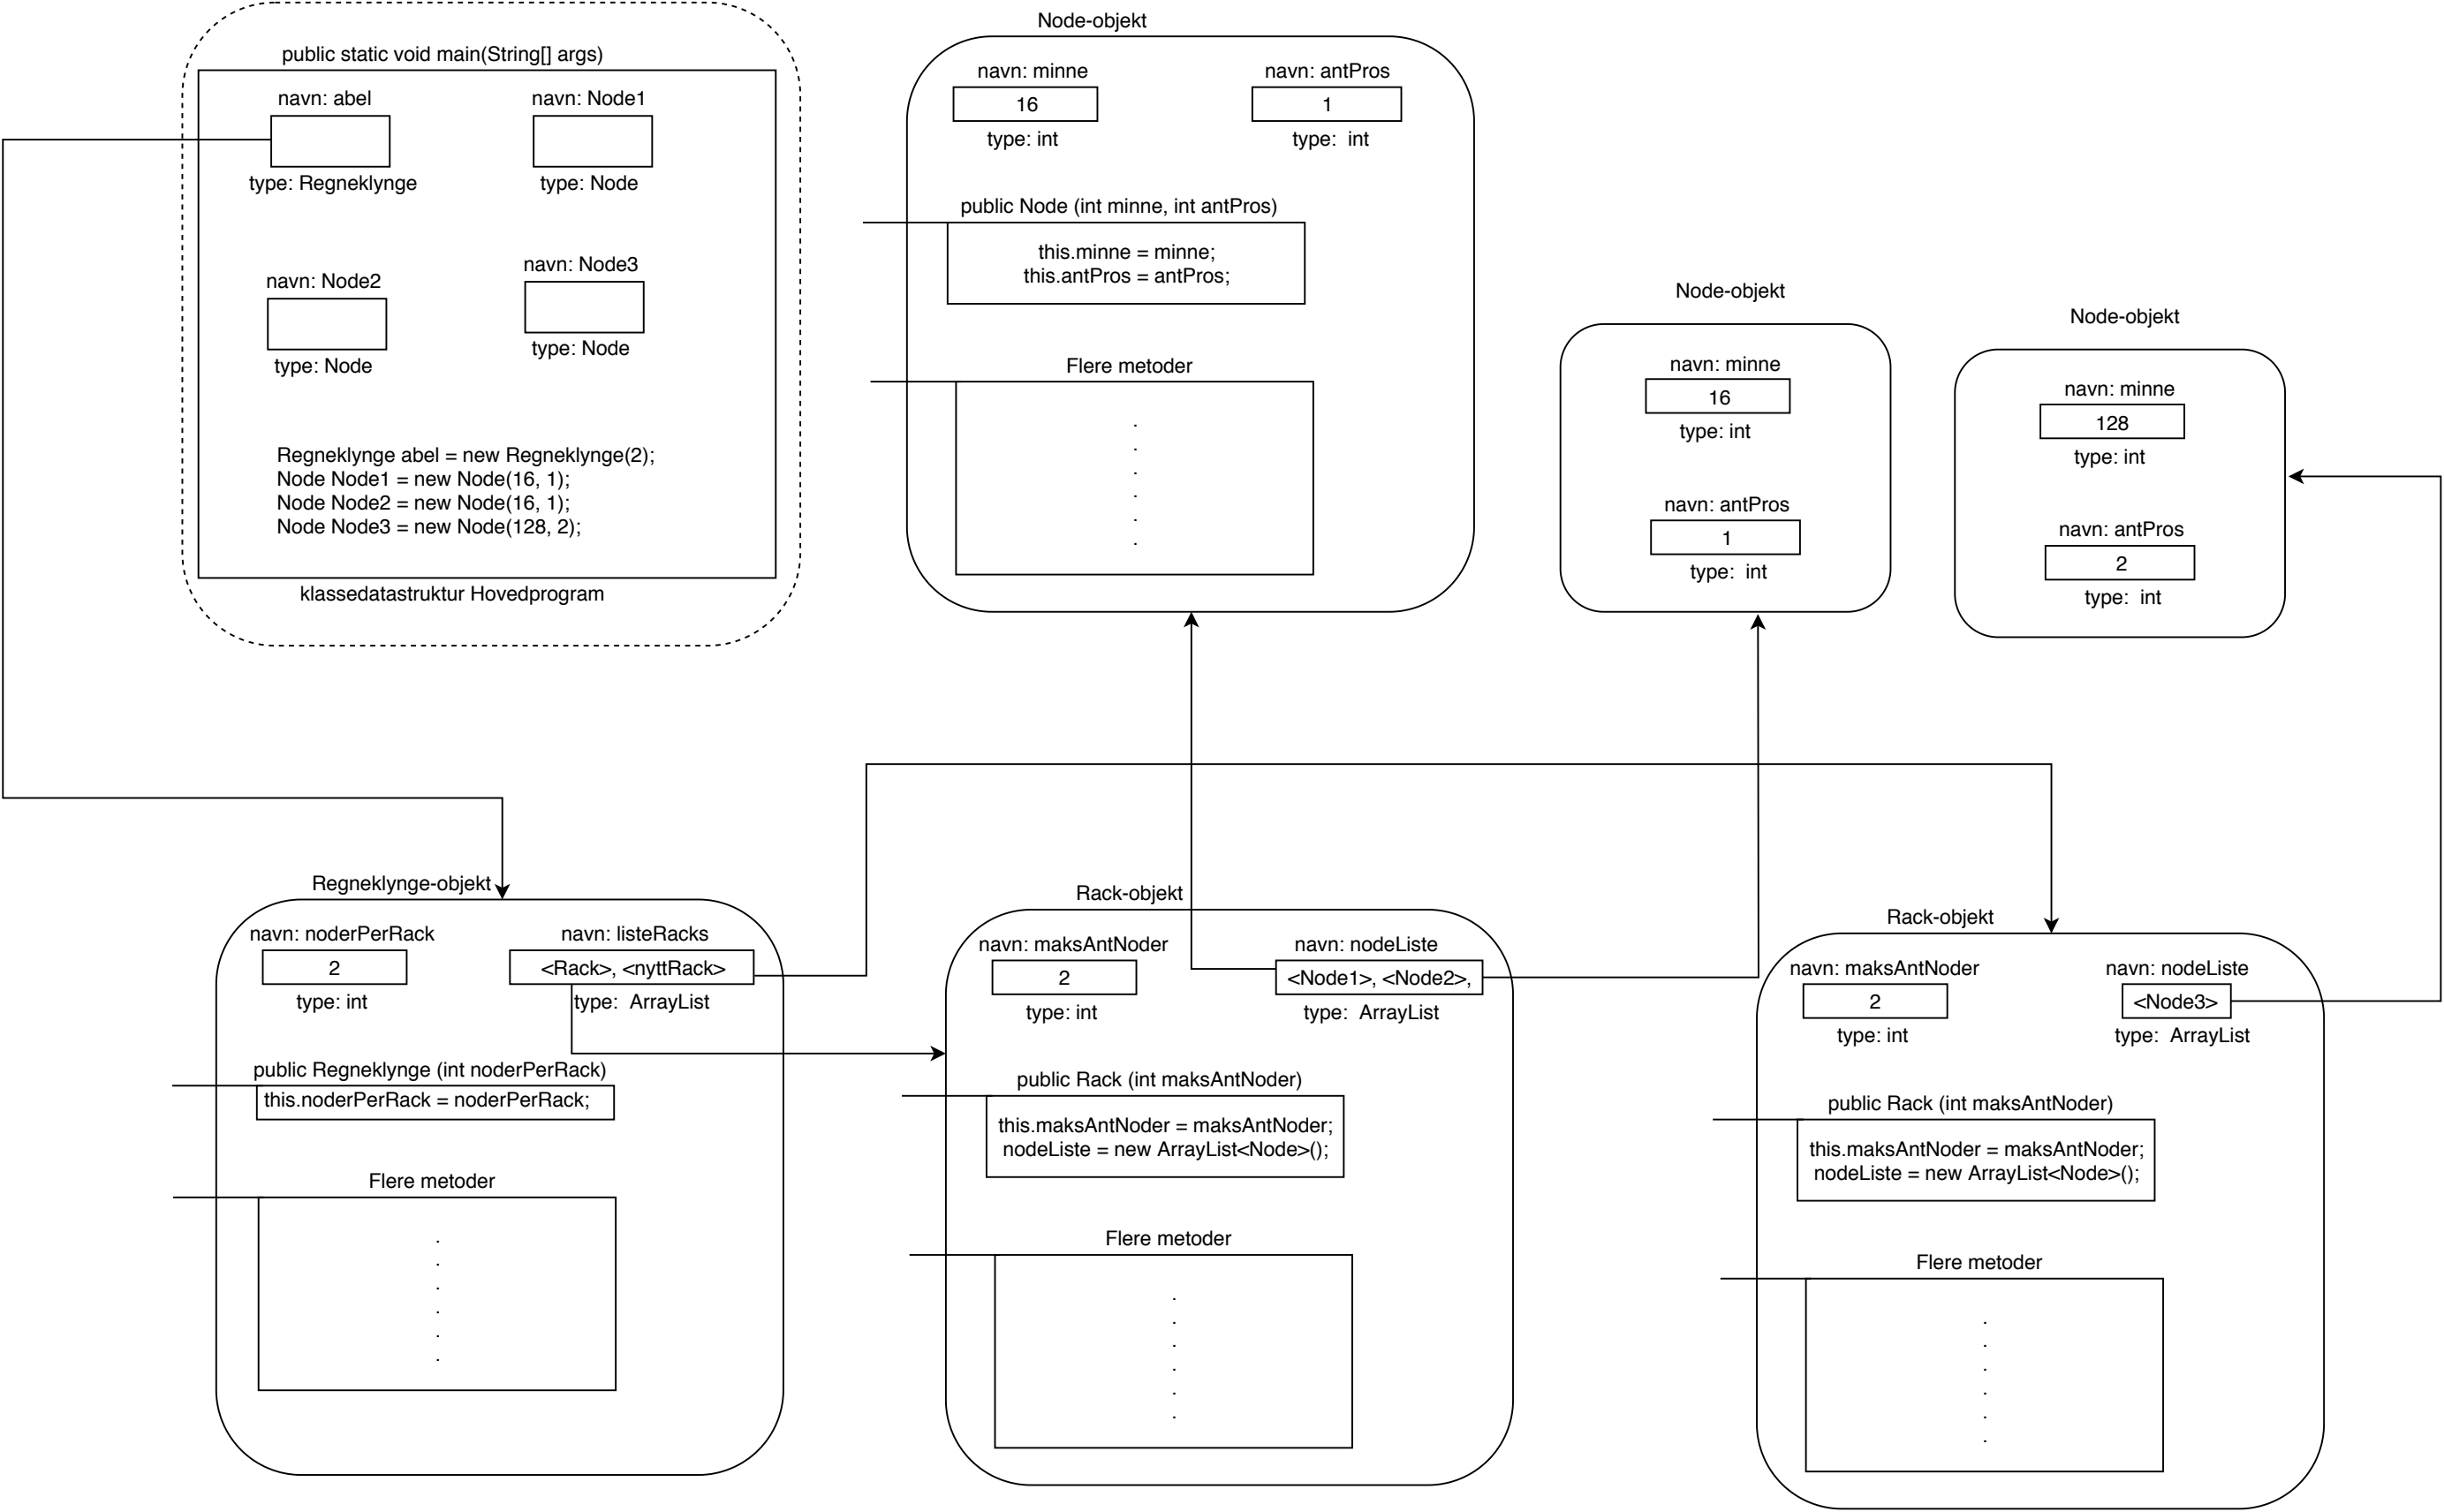 public static void main(String[] args)
navn: abel
type: Regneklynge
navn: Node1
type: Node
navn: Node2
type: Node
navn: Node3
type: Node
Regneklynge abel = new Regneklynge(2);
Node Node1 = new Node(16, 1);
Node Node2 = new Node(16, 1);
Node Node3 = new Node(128, 2);
klassedatastruktur Hovedprogram
Node-objekt
navn: minne
16
type: int
navn: antPros
1
type:  int
public Node (int minne, int antPros)
this.minne = minne;
this.antPros = antPros;
Flere metoder
.
.
.
.
.
.
Node-objekt
navn: minne
16
type: int
navn: antPros
1
type:  int
Node-objekt
navn: minne
128
type: int
navn: antPros
2
type:  int
Regneklynge-objekt
navn: noderPerRack
2
type: int
navn: listeRacks
<Rack>, <nyttRack>
type:  ArrayList
public Regneklynge (int noderPerRack)
this.noderPerRack = noderPerRack;
Flere metoder
.
.
.
.
.
.
Rack-objekt
navn: maksAntNoder
2
type: int
navn: nodeListe
<Node1>, <Node2>,
type:  ArrayList
public Rack (int maksAntNoder)
this.maksAntNoder = maksAntNoder;
nodeListe = new ArrayList<Node>();
Flere metoder
.
.
.
.
.
.
Rack-objekt
navn: maksAntNoder
2
type: int
navn: nodeListe
<Node3>
type:  ArrayList
public Rack (int maksAntNoder)
this.maksAntNoder = maksAntNoder;
nodeListe = new ArrayList<Node>();
Flere metoder
.
.
.
.
.
.